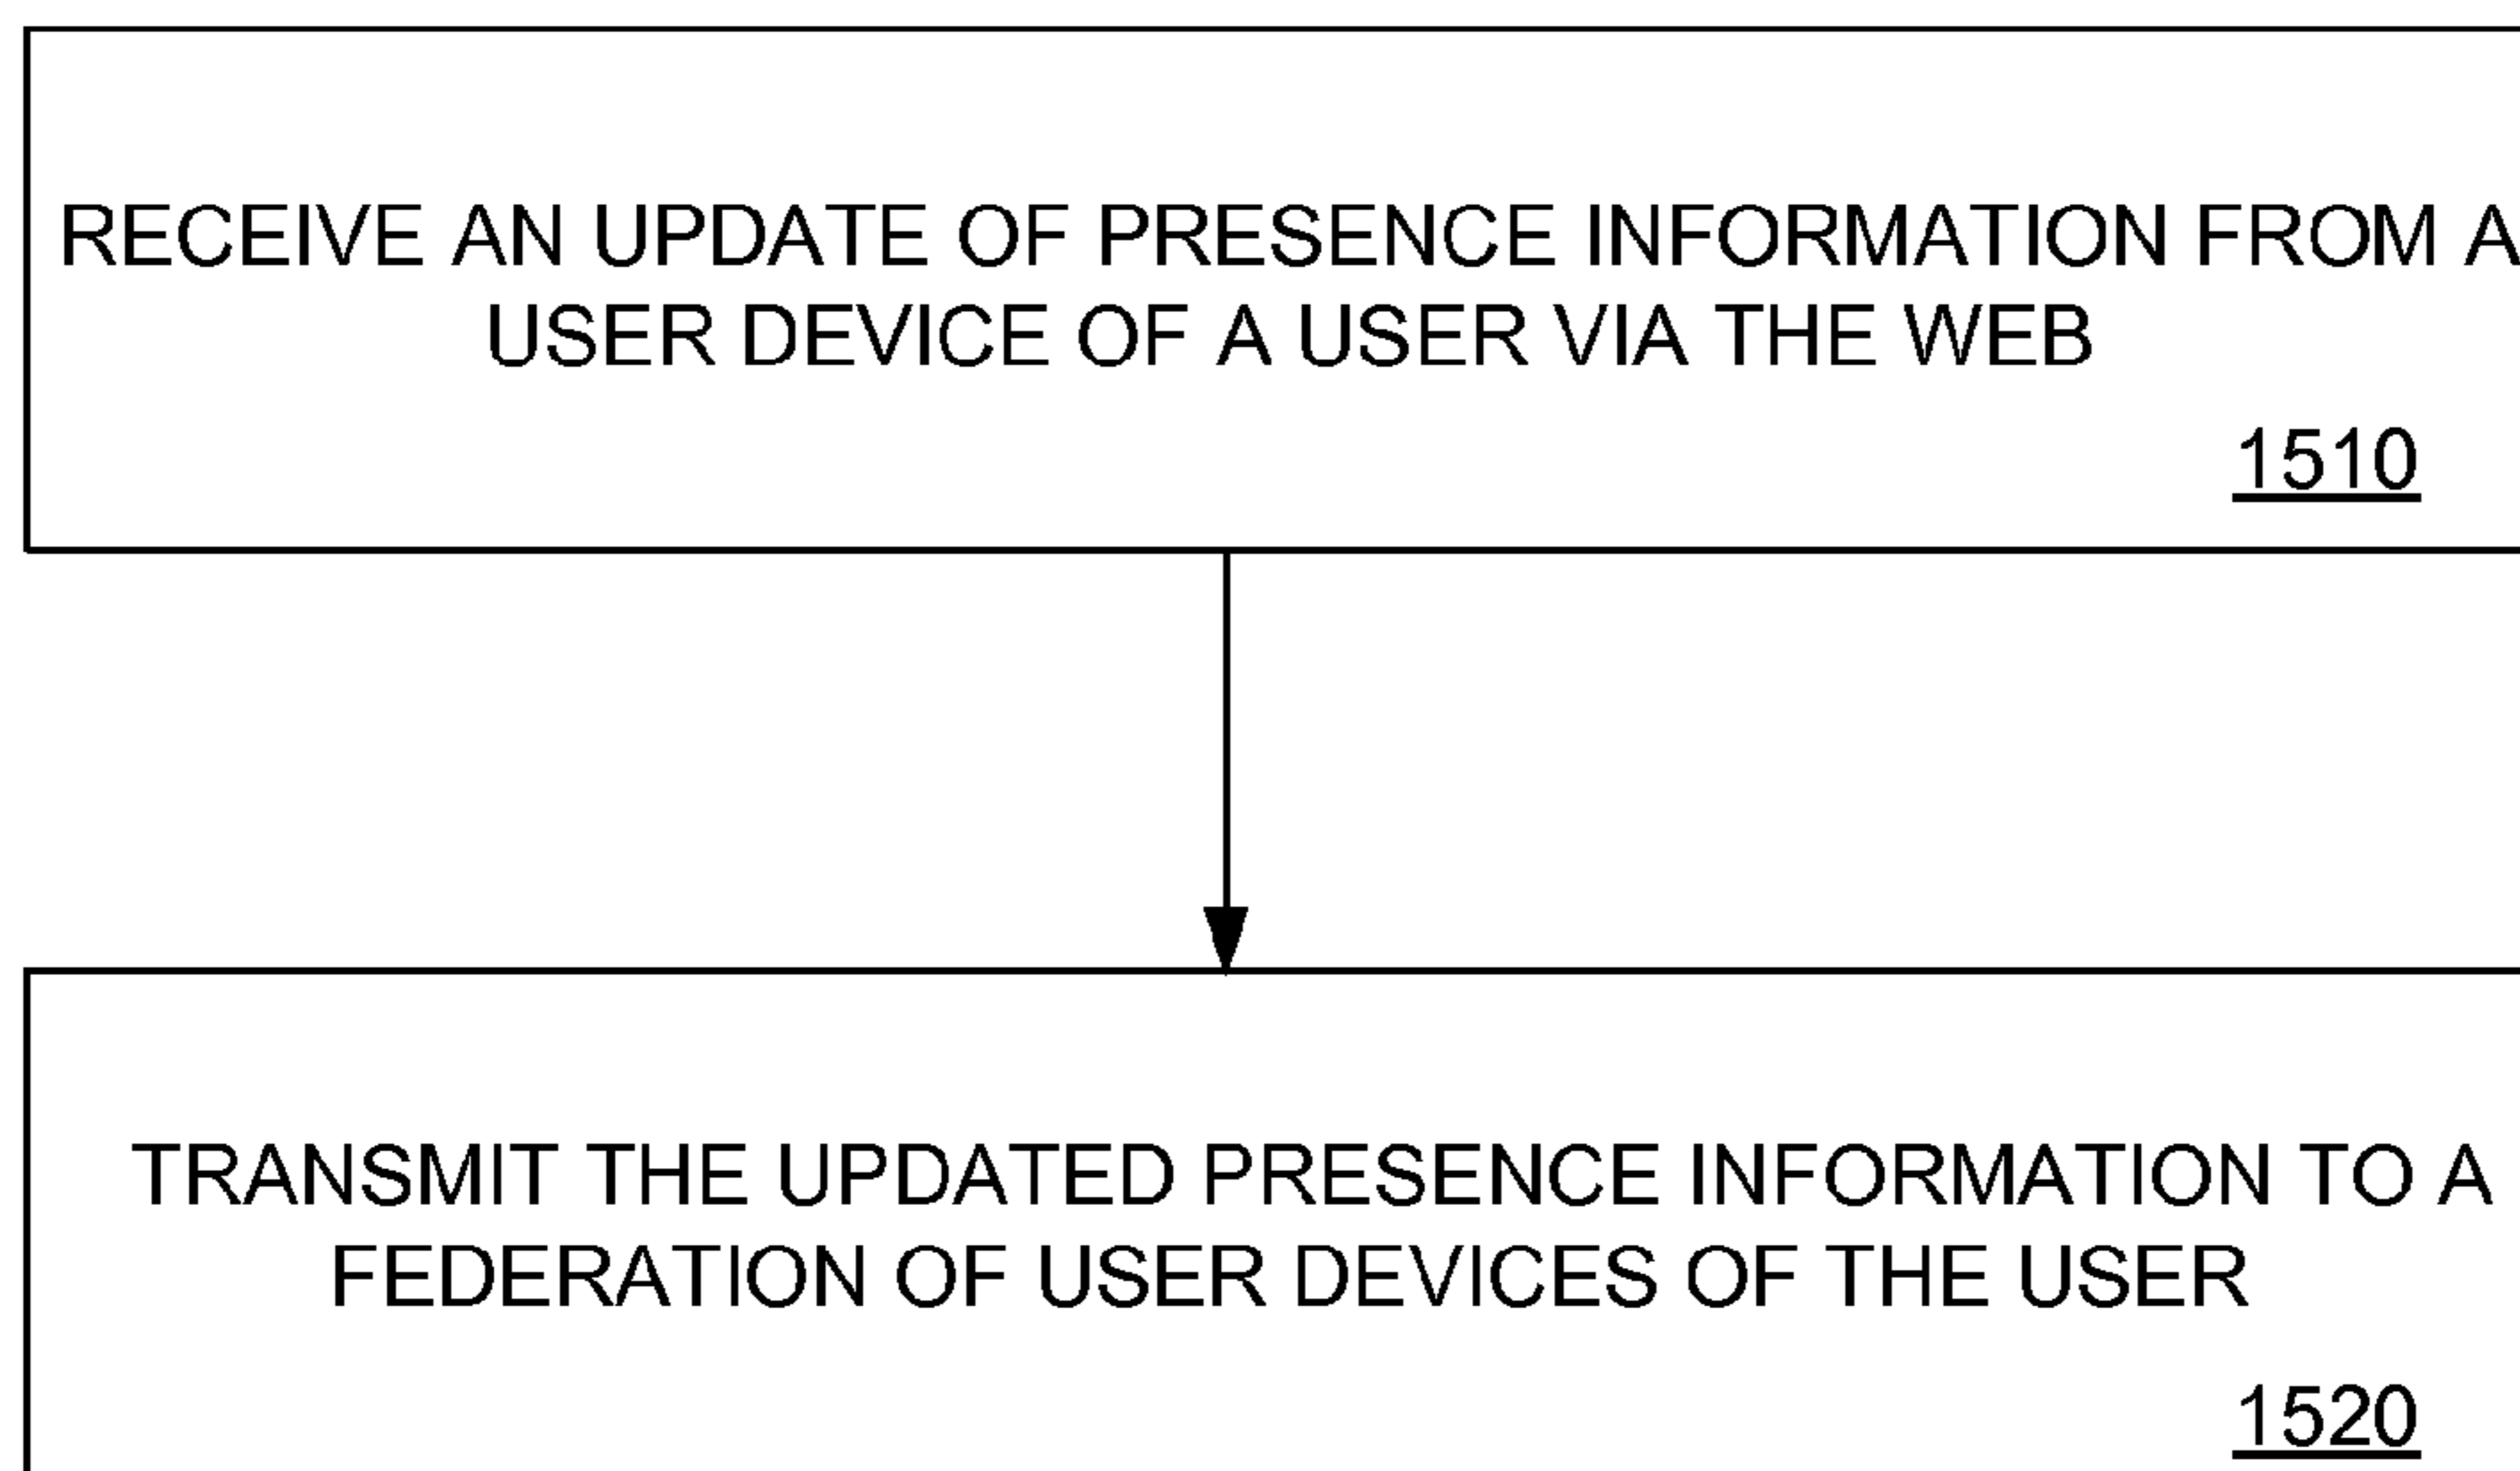 RECEIVE AN UPDATE OF PRESENCE INFORMATION FROM A
USER DEVICE OF A USER VIA THE WEB
1510
TRANSMIT THE UPDATED PRESENCE INFORMATION TO A
FEDERATION OF USER DEVICES OF THE USER
1520